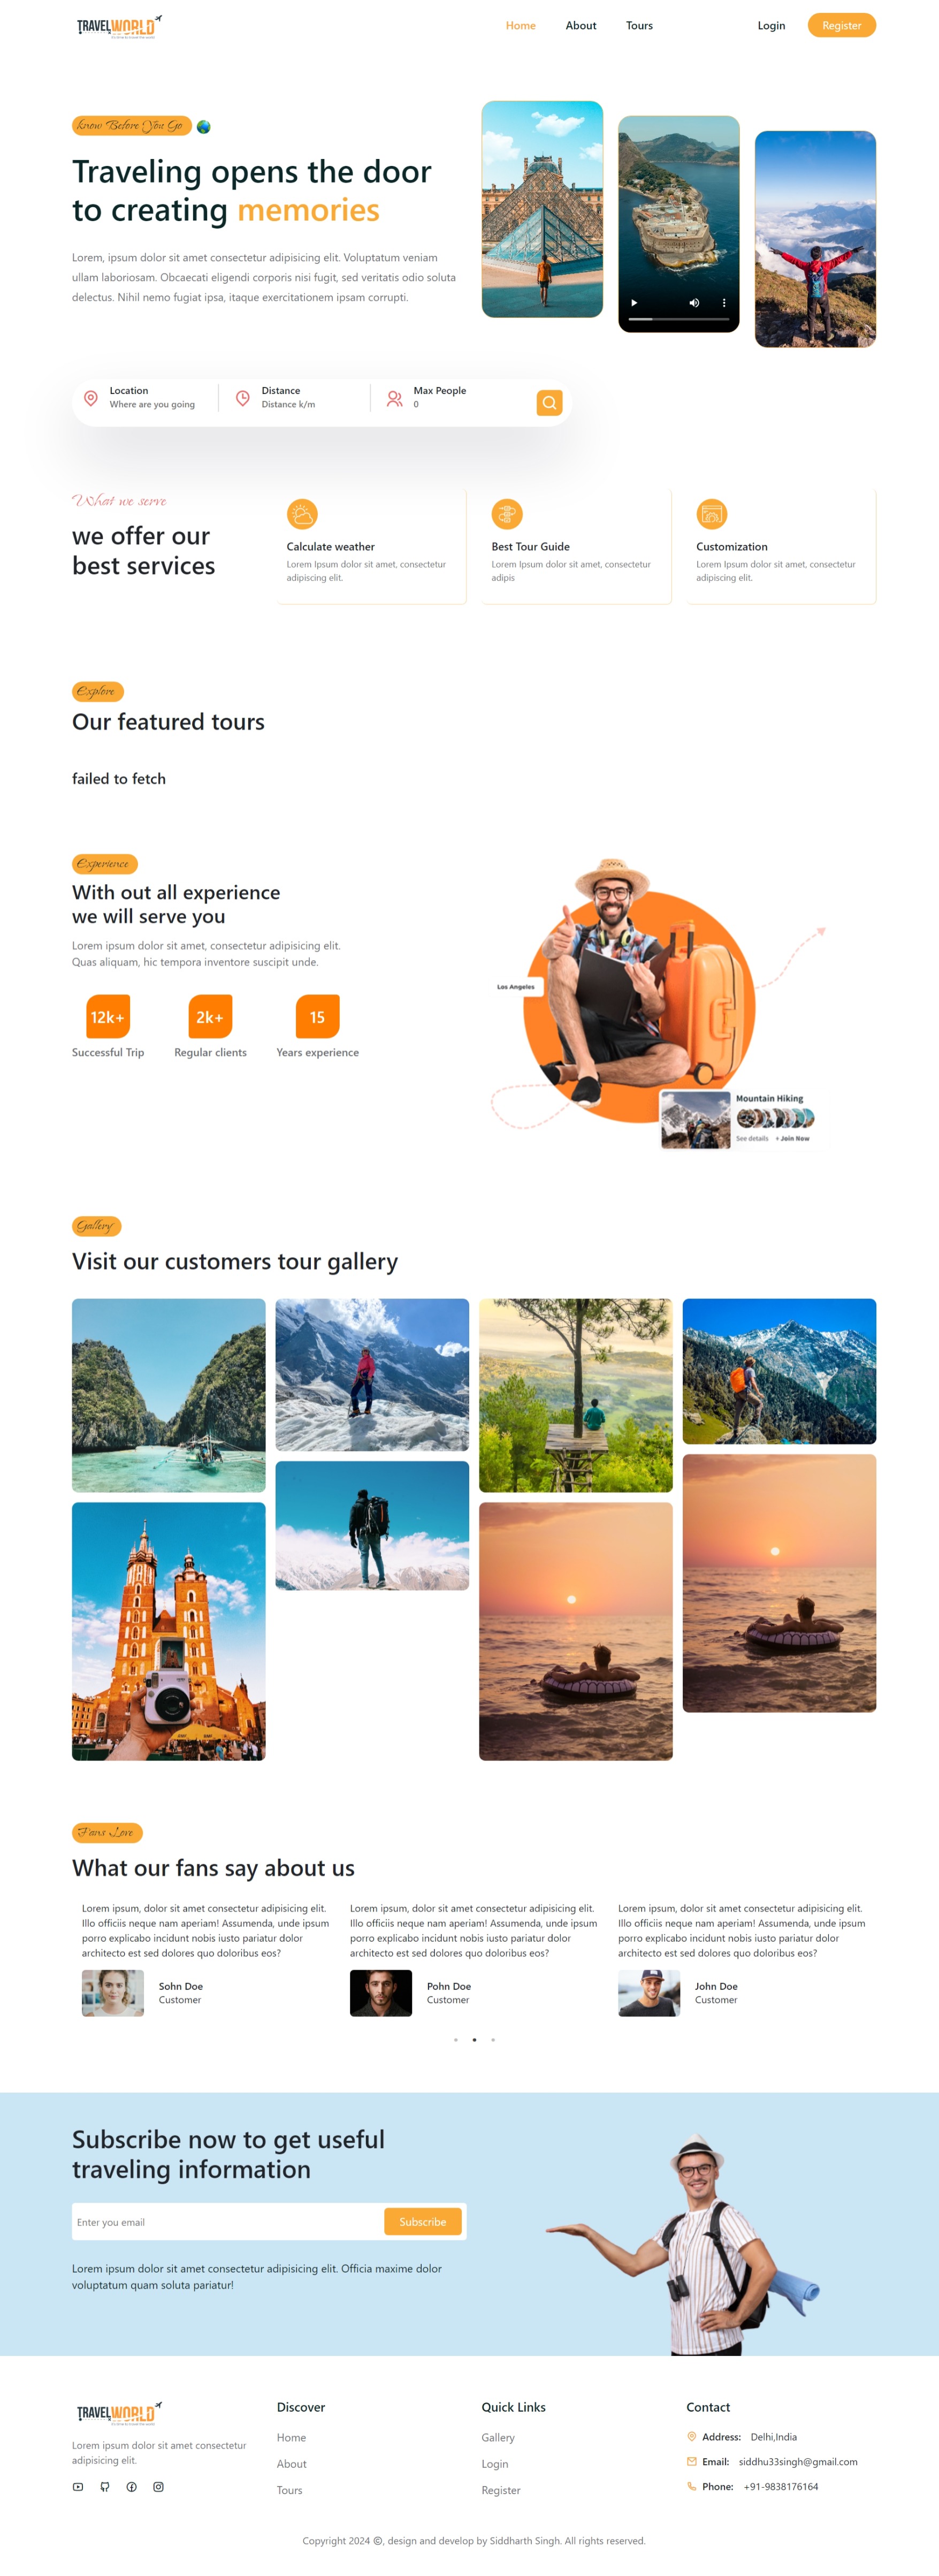 TRAVELWORLD
Home
About
Tours
Login
Register
know Before You Go
Traveling opens the door
to creating memories
Lorem, ipsum dolor sit amet consectetur adipisicing elit. Voluptatum veniam
ullam laboriosam. Obcaecati eligendi corporis nisi fugit, sed veritatis odio soluta
delectus. Nihil nemo fugiat ipsa, itaque exercitationem ipsam corrupti.
Location
Where are you going
Distance
Distance k/m
Max People
0
What we serve
we offer our
best services
Calculate weather
Lorem Ipsum dolor sit amet, consectetur
adipiscing elit.
Best Tour Guide
Lorem Ipsum dolor sit amet, consectetur
adipis
Customization
Lorem Ipsum dolor sit amet, consectetur
adipiscing elit.
Explore
Our featured tours
failed to fetch
Experience
With out all experience
we will serve you
Lorem ipsum dolor sit amet, consectetur adipisicing elit.
Quas aliquam, hic tempora inventore suscipit unde.
12k+
Successful Trip
2k+
Regular clients
15
Years experience
Los Angeles
Mountain Hiking
See details
+ Join Now
Gallery
Visit our customers tour gallery
Fans Love
What our fans say about us
Lorem ipsum, dolor sit amet consectetur adipisicing elit.
Illo officiis neque nam aperiam! Assumenda, unde ipsum
porro explicabo incidunt nobis iusto pariatur dolor
architecto est sed dolores quo doloribus eos?
Sohn Doe
Customer
Lorem ipsum, dolor sit amet consectetur adipisicing elit.
Illo officiis neque nam aperiam! Assumenda, unde ipsum
porro explicabo incidunt nobis iusto pariatur dolor
architecto est sed dolores quo doloribus eos?
Pohn Doe
Customer
Lorem ipsum, dolor sit amet consectetur adipisicing elit.
Illo officiis neque nam aperiam! Assumenda, unde ipsum
porro explicabo incidunt nobis iusto pariatur dolor
architecto est sed dolores quo doloribus eos?
John Doe
Customer
Subscribe now to get useful
traveling information
Enter you email
Subscribe
Lorem ipsum dolor sit amet consectetur adipisicing elit. Officia maxime dolor
voluptatum quam soluta pariatur!
TRAVELWORLD
Lorem ipsum dolor sit amet consectetur
adipisicing elit.
Discover
Home
About
Tours
Quick Links
Gallery
Login
Register
Contact
Address: Delhi,India
Email: siddhu33singh@gmail.com
Phone: +91-9838176164
Copyright 2024 ©, design and develop by Siddharth Singh. All rights reserved.